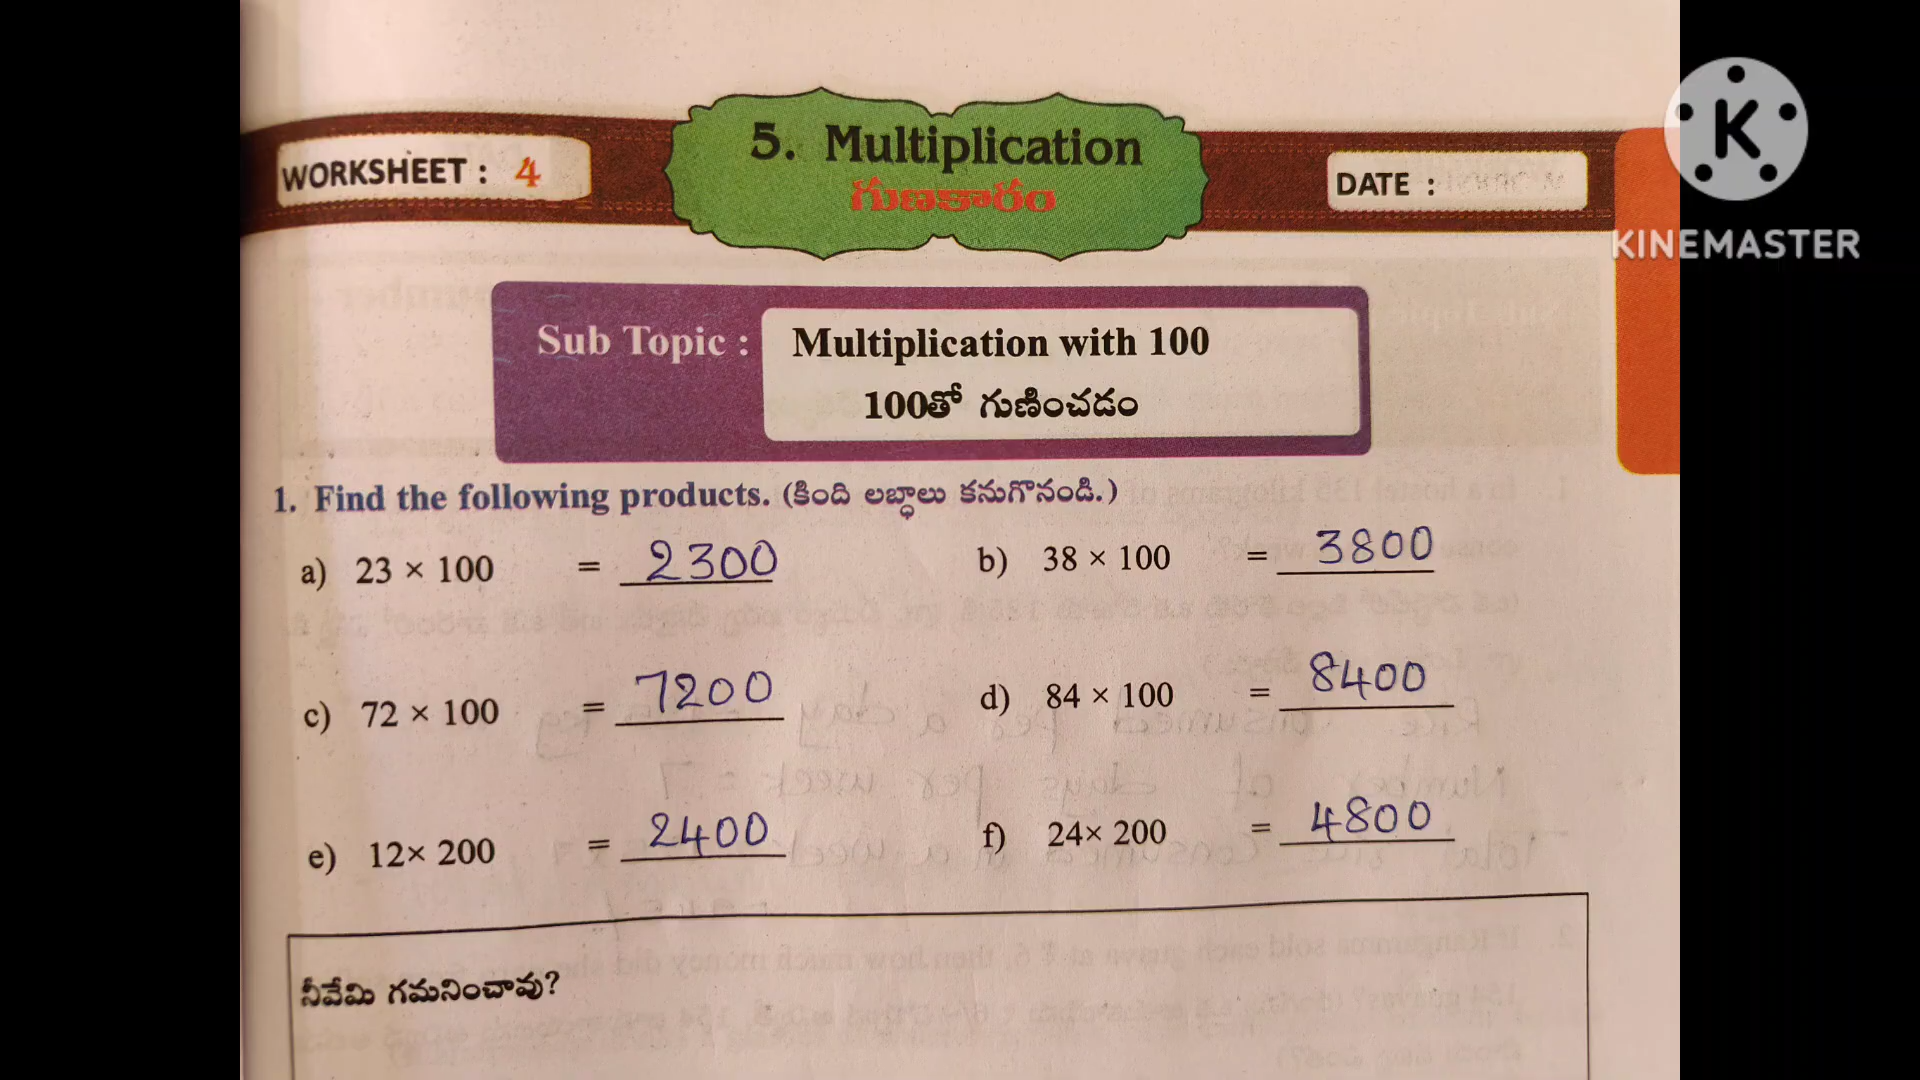 WORKSHEET : 4
5. Multiplication
గుణకారం
DATE :
KINEMASTER
Sub Topic : Multiplication with 100
100తో గుణించడం
1. Find the following products. (కింది లబ్ధాలు కనుగొనండి.)
a) 23 × 100 = 2300 b) 38 × 100 = 3800
c) 72 × 100 = 7200 d) 84 × 100 = 8400
e) 12× 200 = 2400 f) 24× 200 = 4800
నీవేమి గమనించావు?